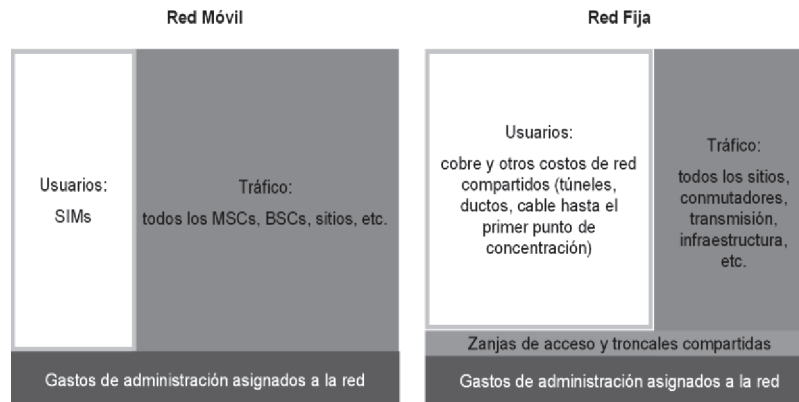 Red Móvil
Usuarios:
SIMs
Tráfico:
todos los MSCs, BSCs, sitios, etc.
Gastos de administración asignados a la red
Red Fija
Usuarios:
cobre y otros costos de red
compartidos (túneles,
ductos, cable hasta el
primer punto de
concentración)
Tráfico:
todos los sitios,
conmutadores,
transmisión,
infraestructura,
etc.
Zanjas de acceso y troncales compartidas
Gastos de administración asignados a la red